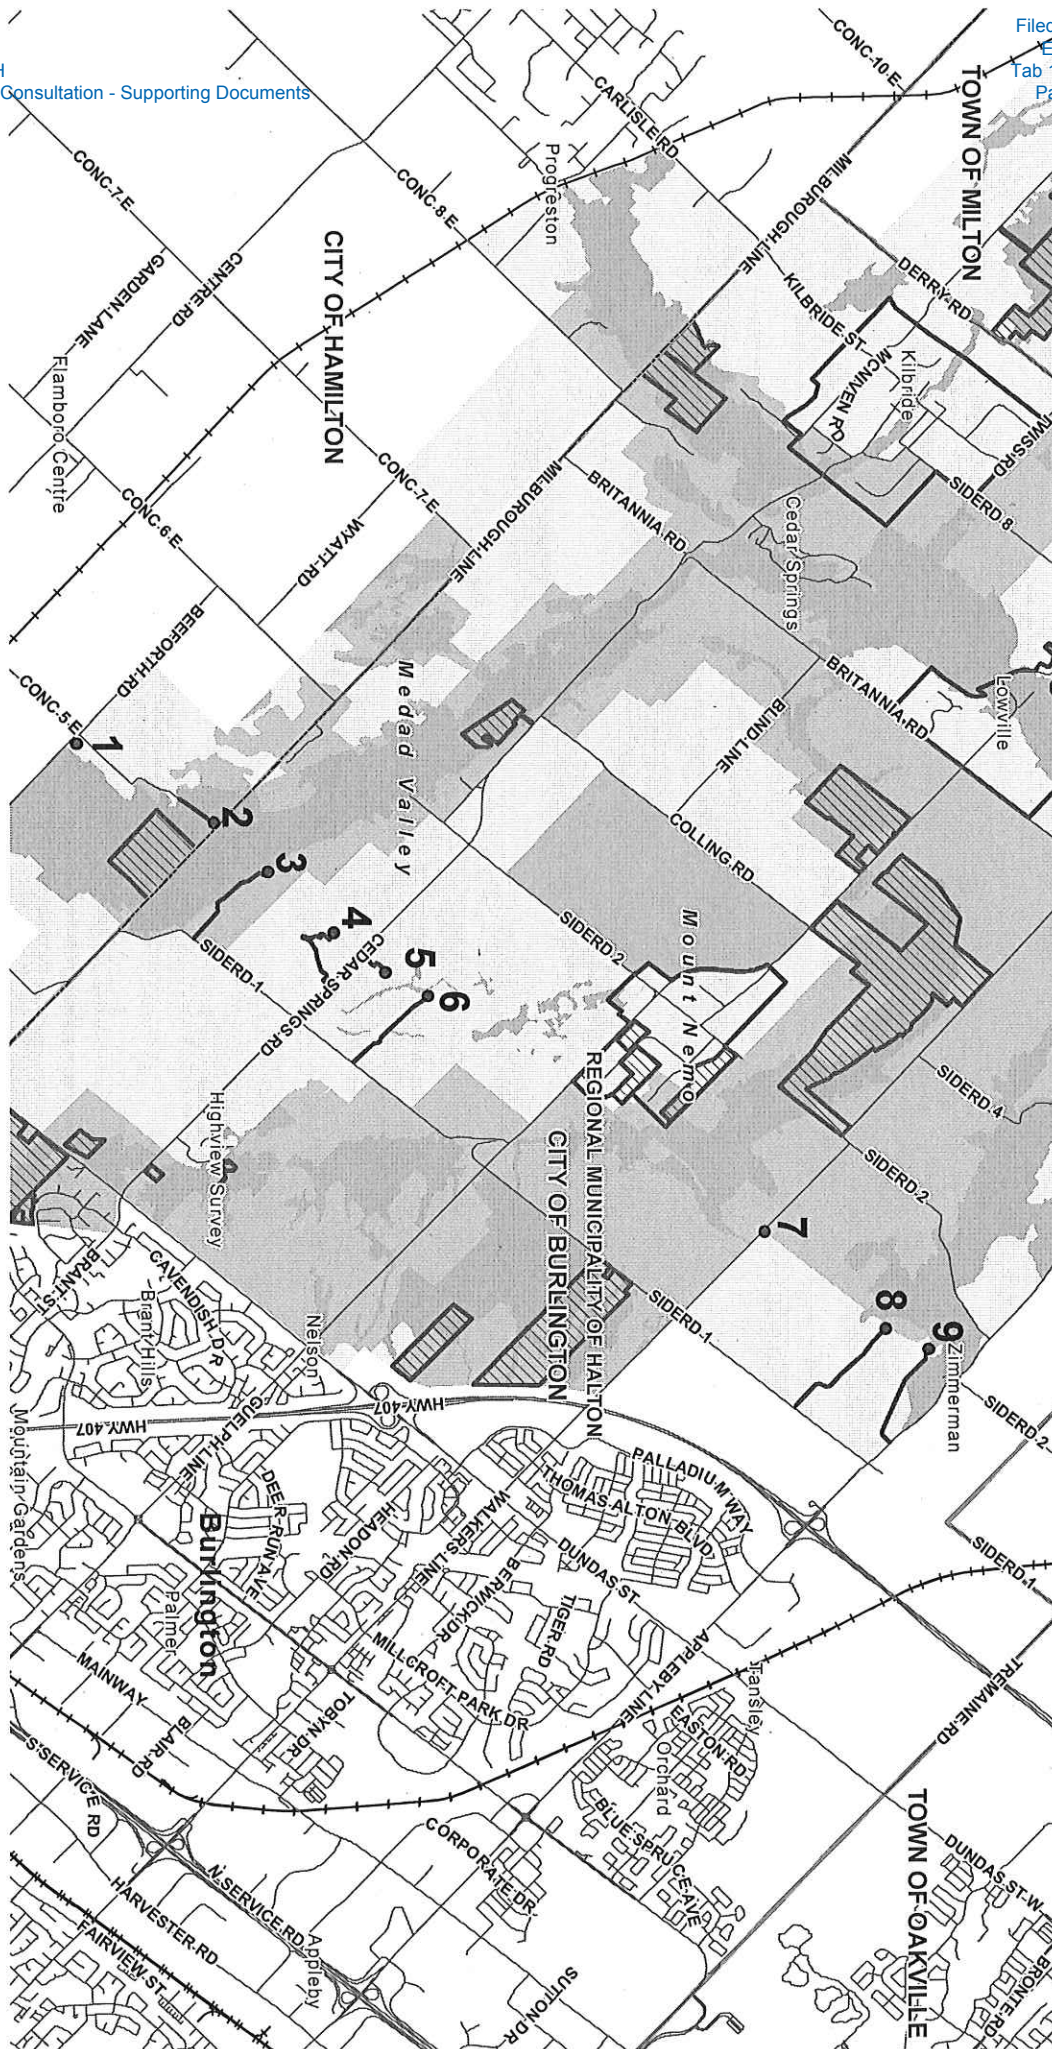 Filed
E
H
Tab 1
Consultation - Supporting Documents
Pa
CONC 10 E
TOWN OF MILTON
CARLISLE RD
Progreston
MILBOROUGH LINE
CONC 7 E
CONC 8 E
DERRY RD
KILBRIDE ST
MCNIVEN RD
Kilbride
TWISS RD
SIDERD 8
GARDEN LANE
CENTRE RD
CITY OF HAMILTON
Flamboro Centre
CONC 6 E
CONC 7 E
WYATT RD
MILBOROUGH LINE
BRITANNIA RD
Cedar Springs
BRITANNIA RD
Lowville
BEEFORTH RD
CONC 5 E
Medad Valley
BLIND LINE
COLLING RD
1
2
3
4
5
6
SIDERD 1
CEDAR SPRINGS RD
SIDERD 2
Mount Nemo
SIDERD 4
SIDERD 2
REGIONAL MUNICIPALITY OF HALTON
CITY OF BURLINGTON
Highview Survey
7
8
9
Zimmerman
SIDERD 1
SIDERD 2
SIDERD 1
BRANT ST
CAVENDISH DR
Brant Hills
Nelson
HWY 407
HWY 407
GUELPH LINE
Mountain Gardens
DEER RUN AVE
HEADON RD
WALKERS LINE
PALLADIUM WAY
THOMAS ALTON BLVD
DUNDAS ST
BERWICK DR
TIGER RD
Burlington
Palmer
MILLCROFT PARK DR
APPLEBY LINE
Tansley
EASTON RD
Orchard
TREMAINE RD
MAINWAY
BLAIR RD
TOBYN DR
BLUE SPRUCE AVE
TOWN OF OAKVILLE
DUNDAS ST W
BRONTE RD
S SERVICE RD
CORPORATE DR
N SERVICE RD
HARVESTER RD
FAIRVIEW ST
Appleby
SUTTON DR